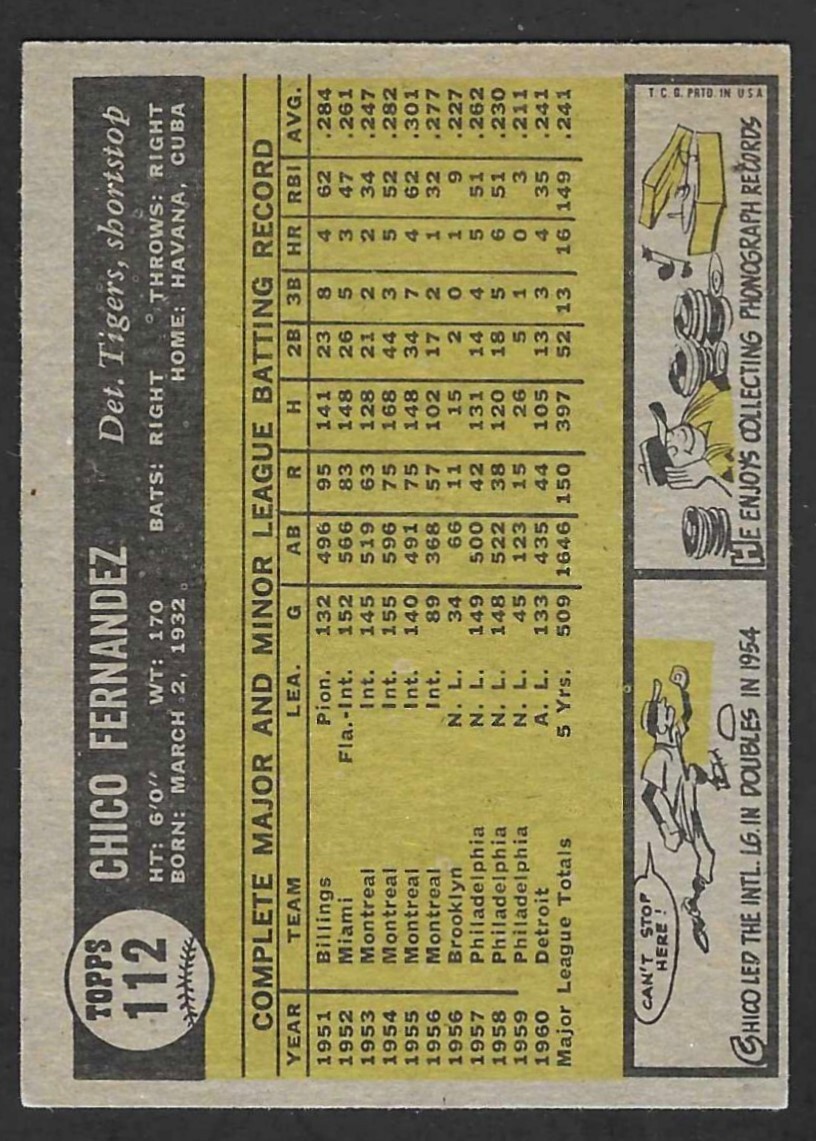 TOPPS
112
CHICO FERNANDEZ Det. Tigers, shortstop
HT: 6'0" WT: 170 BATS: RIGHT THROWS: RIGHT
BORN: MARCH 2, 1932 HOME: HAVANA, CUBA
COMPLETE MAJOR AND MINOR LEAGUE BATTING RECORD
YEAR TEAM LEA. G AB R H 2B 3B HR RBI AVG.
1951 Billings Pion. 132 496 95 141 23 8 4 62 .284
1952 Miami Fla.-Int. 152 566 83 148 26 5 3 47 .261
1953 Montreal Int. 145 519 63 128 21 2 2 34 .247
1954 Montreal Int. 155 596 75 168 44 3 5 52 .282
1955 Montreal Int. 140 491 75 148 34 7 4 62 .301
1956 Montreal Int. 89 368 57 102 17 2 1 32 .277
1956 Brooklyn N. L. 34 66 11 15 2 0 1 9 .227
1957 Philadelphia N. L. 149 500 42 131 14 4 5 51 .262
1958 Philadelphia N. L. 148 522 38 120 18 5 6 51 .230
1959 Philadelphia N. L. 45 123 15 26 5 1 0 3 .211
1960 Detroit A. L. 133 435 44 105 13 3 4 35 .241
Major League Totals 5 Yrs. 509 1646 150 397 52 13 16 149 .241
CAN'T STOP
HERE!
CHICO LED THE INTL. LG. IN DOUBLES IN 1954
HE ENJOYS COLLECTING PHONOGRAPH RECORDS
T. C. G. PRTD. IN USA